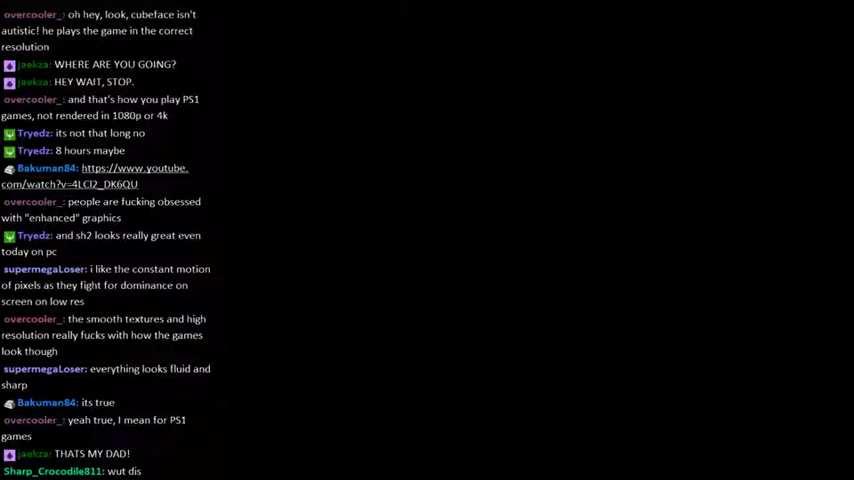 overcooler_: oh hey, look, cubeface isn't
autistic! he plays the game in the correct
resolution
jaekza: WHERE ARE YOU GOING?
jaekza: HEY WAIT, STOP.
overcooler_: and that's how you play PS1
games, not rendered in 1080p or 4k
Tryedz: its not that long no
Tryedz: 8 hours maybe
Bakuman84: https://www.youtube.
com/watch?v=4LCl2_DK6QU
overcooler_: people are fucking obsessed
with "enhanced" graphics
Tryedz: and sh2 looks really great even
today on pc
supermegaLoser: i like the constant motion
of pixels as they fight for dominance on
screen on low res
overcooler_: the smooth textures and high
resolution really fucks with how the games
look though
supermegaLoser: everything looks fluid and
sharp
Bakuman84: its true
overcooler_: yeah true, I mean for PS1
games
jaekza: THATS MY DAD!
Sharp_Crocodile811: wut dis